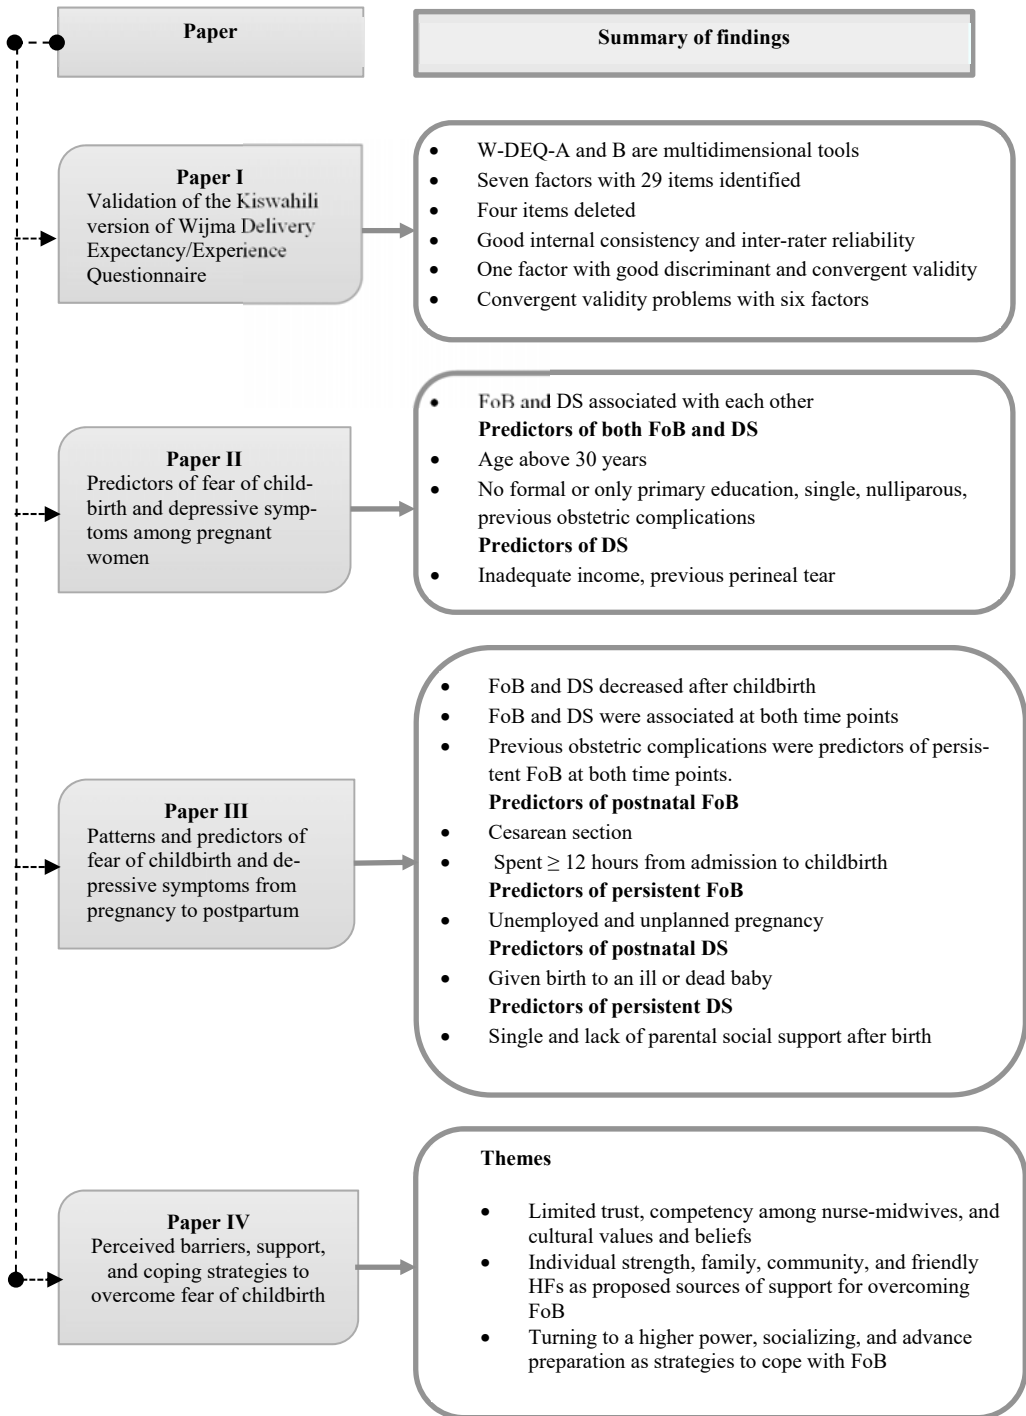 Paper
Summary of findings
Paper I
Validation of the Kiswahili
version of Wijma Delivery
Expectancy/Experience
Questionnaire
• W-DEQ-A and B are multidimensional tools
• Seven factors with 29 items identified
• Four items deleted
• Good internal consistency and inter-rater reliability
• One factor with good discriminant and convergent validity
• Convergent validity problems with six factors
Paper II
Predictors of fear of child-
birth and depressive symp-
toms among pregnant
women
• FoB and DS associated with each other
Predictors of both FoB and DS
• Age above 30 years
• No formal or only primary education, single, nulliparous,
previous obstetric complications
Predictors of DS
• Inadequate income, previous perineal tear
Paper III
Patterns and predictors of
fear of childbirth and de-
pressive symptoms from
pregnancy to postpartum
• FoB and DS decreased after childbirth
• FoB and DS were associated at both time points
• Previous obstetric complications were predictors of persis-
tent FoB at both time points.
Predictors of postnatal FoB
• Cesarean section
• Spent ≥ 12 hours from admission to childbirth
Predictors of persistent FoB
• Unemployed and unplanned pregnancy
Predictors of postnatal DS
• Given birth to an ill or dead baby
Predictors of persistent DS
• Single and lack of parental social support after birth
Paper IV
Perceived barriers, support,
and coping strategies to
overcome fear of childbirth
Themes
• Limited trust, competency among nurse-midwives, and
cultural values and beliefs
• Individual strength, family, community, and friendly
HFs as proposed sources of support for overcoming
FoB
• Turning to a higher power, socializing, and advance
preparation as strategies to cope with FoB